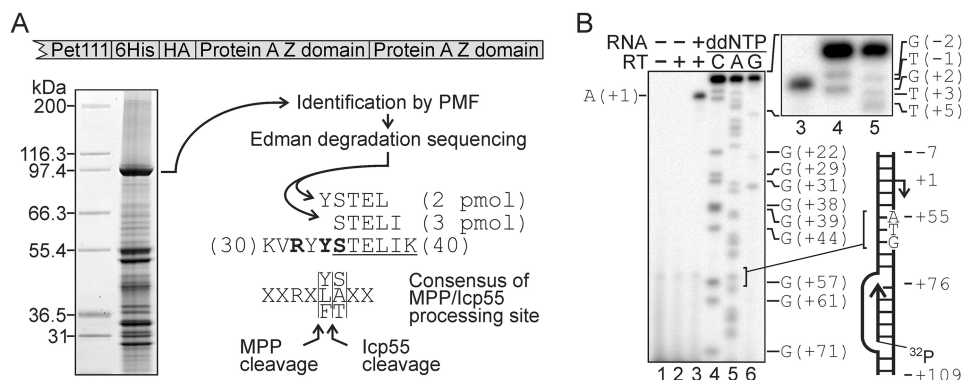 A
Pet111 6His HA Protein A Z domain Protein A Z domain
kDa
200
116.3
97.4
66.3
55.4
36.5
31
Identification by PMF
Edman degradation sequencing
YSTEL (2 pmol)
STELI (3 pmol)
(30) KVRYYSTELIK (40)
YS
XXRXLAXX
FT
Consensus of
MPP/Icp55
processing site
MPP
cleavage
Icp55
cleavage
B
RNA - - + ddNTP
RT - + + C A G
A(+1)
G(-2)
T(-1)
G(+2)
T(+3)
T(+5)
3 4 5
G(+22)
G(+29)
G(+31)
G(+38)
G(+39)
G(+44)
G(+57)
G(+61)
G(+71)
1 2 3 4 5 6
-7
+1
+55
A
T
G
+76
32P
+109